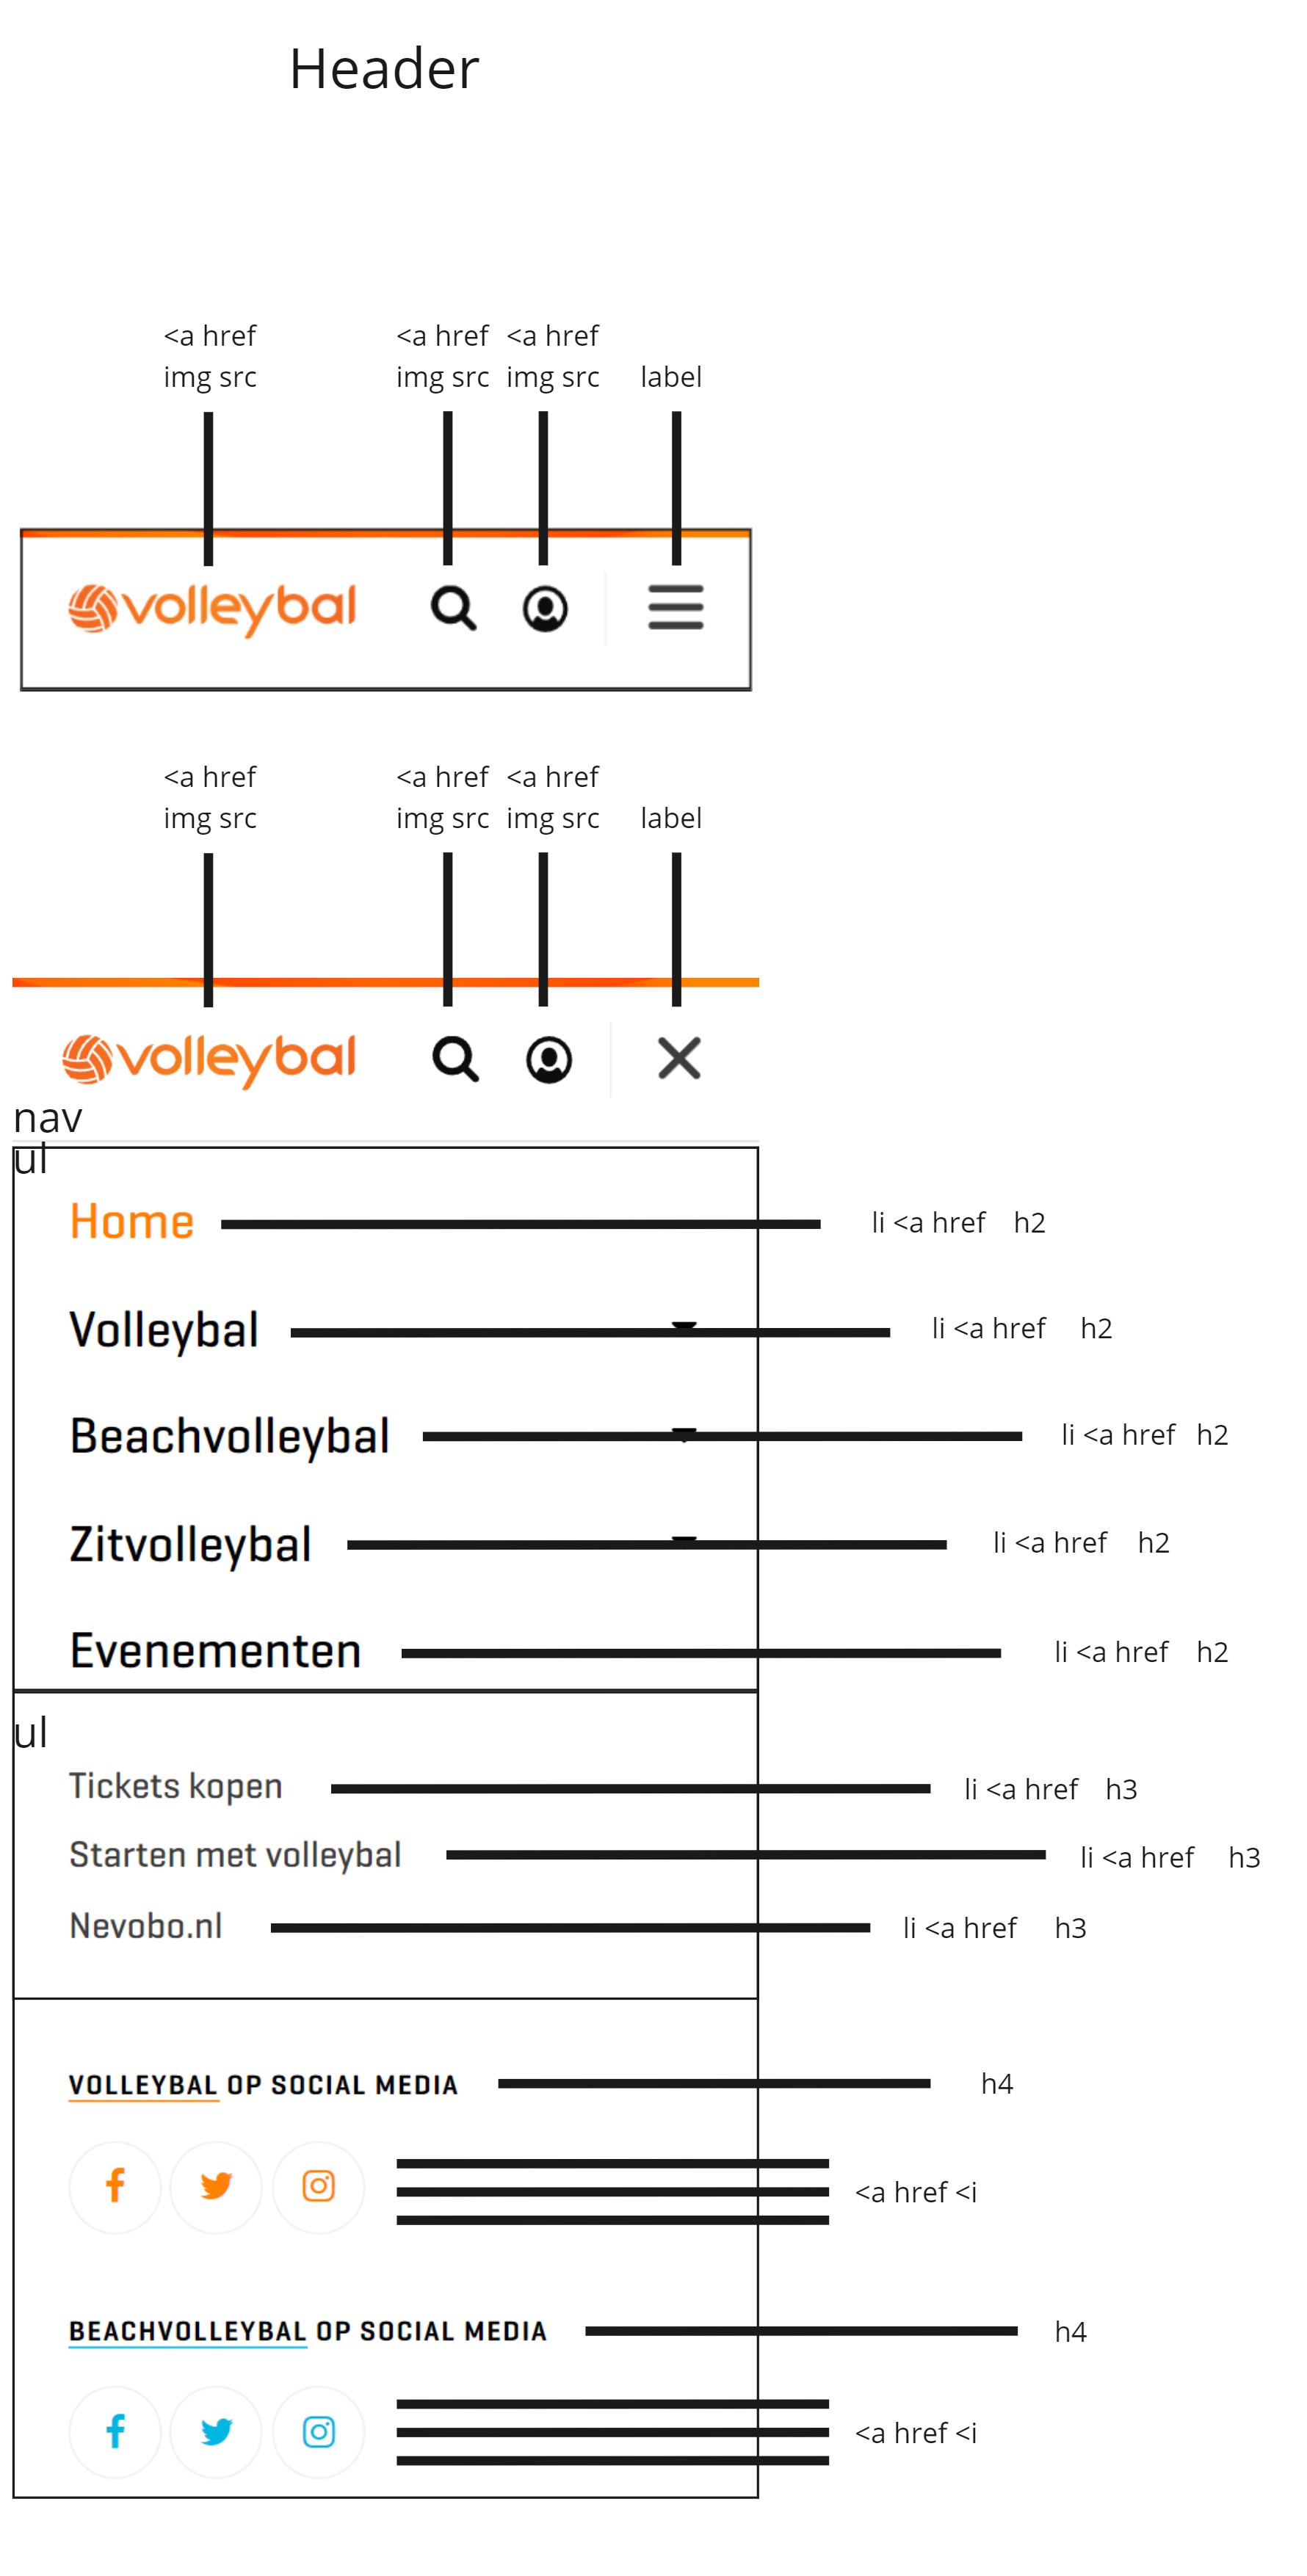 Header
<a href <a href <a href
img src img src img src label
volleybal
<a href <a href <a href
img src img src img src label
volleybal
nav
ul
Home li <a href h2
Volleybal li <a href h2
Beachvolleybal li <a href h2
Zitvolleybal li <a href h2
Evenementen li <a href h2
ul
Tickets kopen li <a href h3
Starten met volleybal li <a href h3
Nevobo.nl li <a href h3
VOLLEYBAL OP SOCIAL MEDIA h4
<a href <i
BEACHVOLLEYBAL OP SOCIAL MEDIA h4
<a href <i